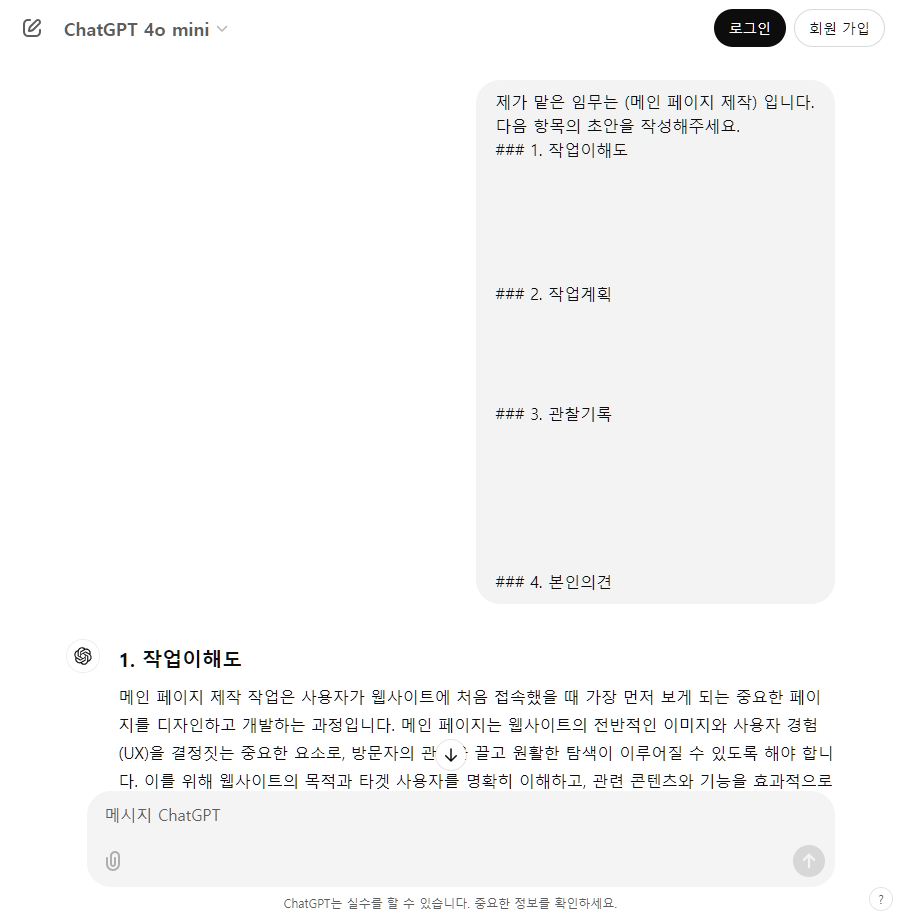 ChatGPT 4o mini
로그인
회원 가입
제가 맡은 임무는 (메인 페이지 제작) 입니다.
다음 항목의 초안을 작성해주세요.
### 1. 작업이해도
### 2. 작업계획
### 3. 관찰기록
### 4. 본인의견
1. 작업이해도
메인 페이지 제작 작업은 사용자가 웹사이트에 처음 접속했을 때 가장 먼저 보게 되는 중요한 페이
지를 디자인하고 개발하는 과정입니다. 메인 페이지는 웹사이트의 전반적인 이미지와 사용자 경험
(UX)을 결정짓는 중요한 요소로, 방문자의 끌고 원활한 탐색이 이루어질 수 있도록 해야 합니
다. 이를 위해 웹사이트의 목적과 타겟 사용자를 명확히 이해하고, 관련 콘텐츠와 기능을 효과적으로
메시지 ChatGPT
ChatGPT는 실수를 할 수 있습니다. 중요한 정보를 확인하세요.
?